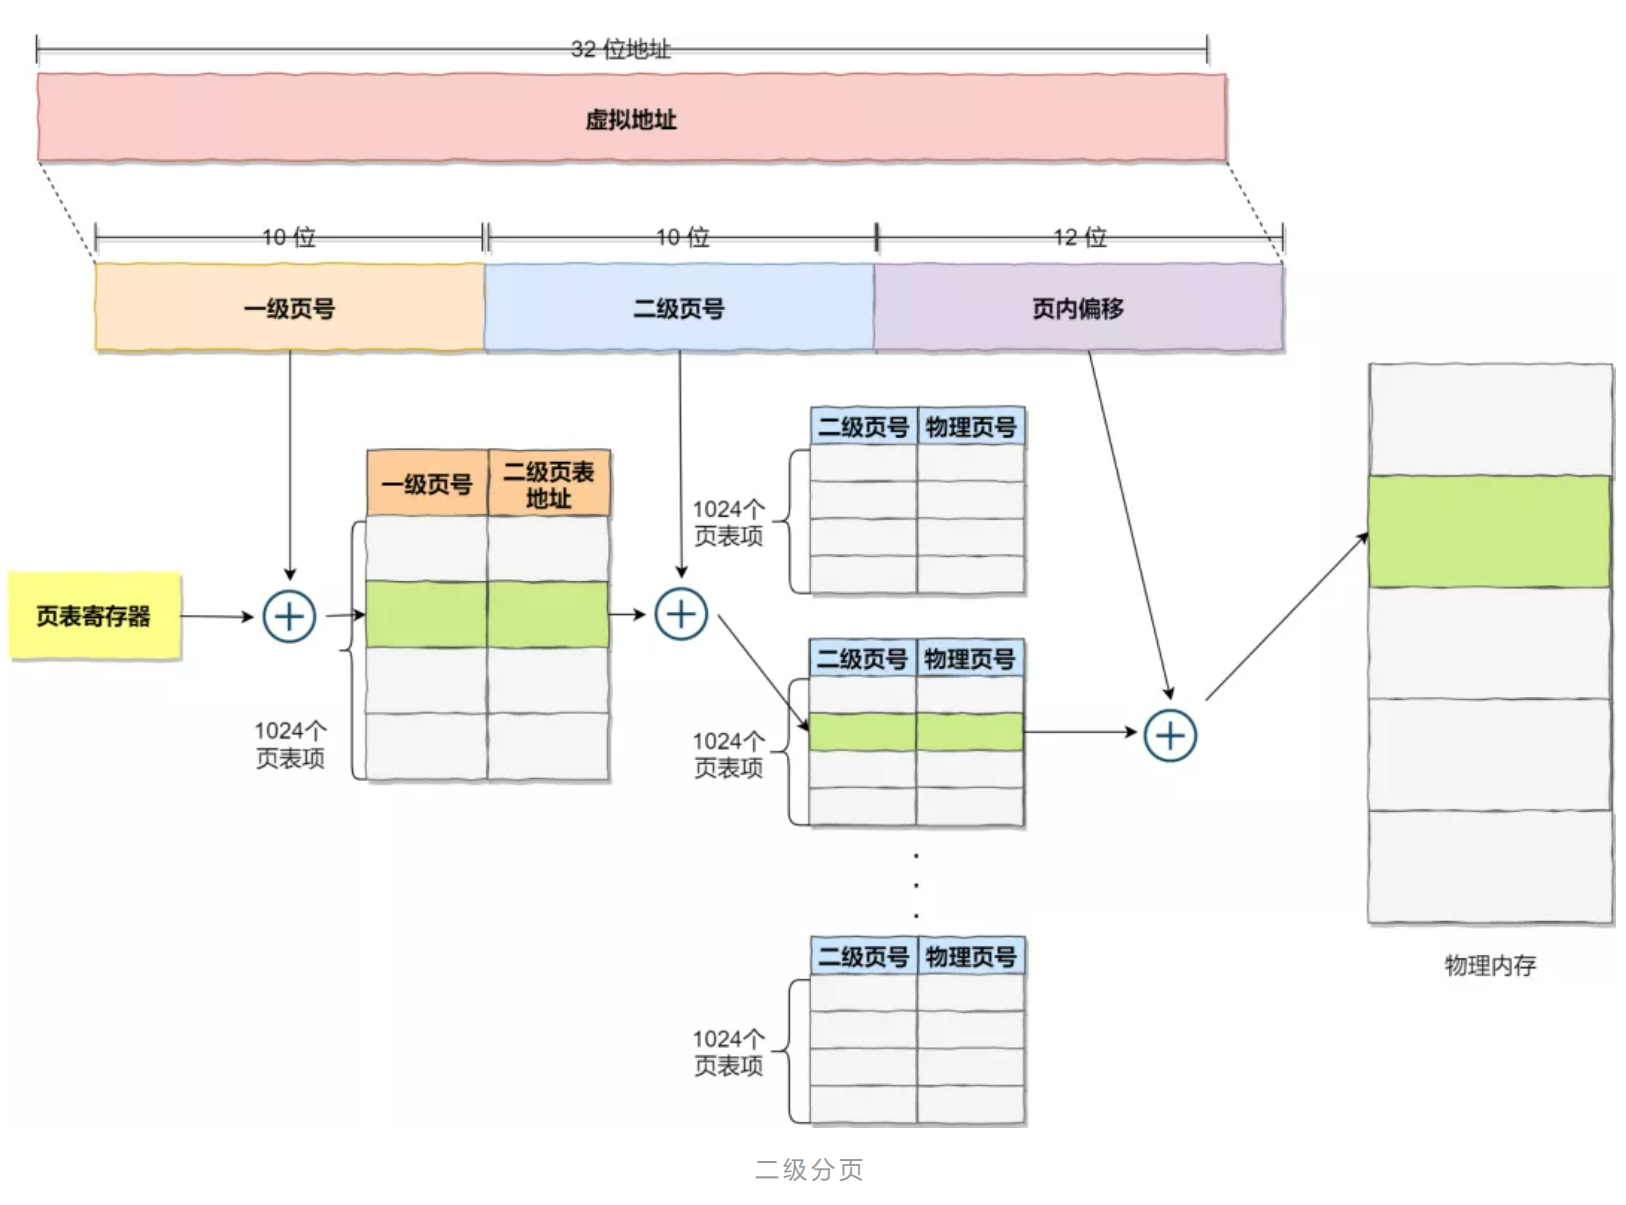 32 位地址
虚拟地址
10 位
10 位
12 位
一级页号
二级页号
页内偏移
页表寄存器
一级页号
二级页表
地址
1024个
页表项
二级页号
物理页号
1024个
页表项
二级页号
物理页号
1024个
页表项
.
.
.
二级页号
物理页号
1024个
页表项
物理内存
二级分页